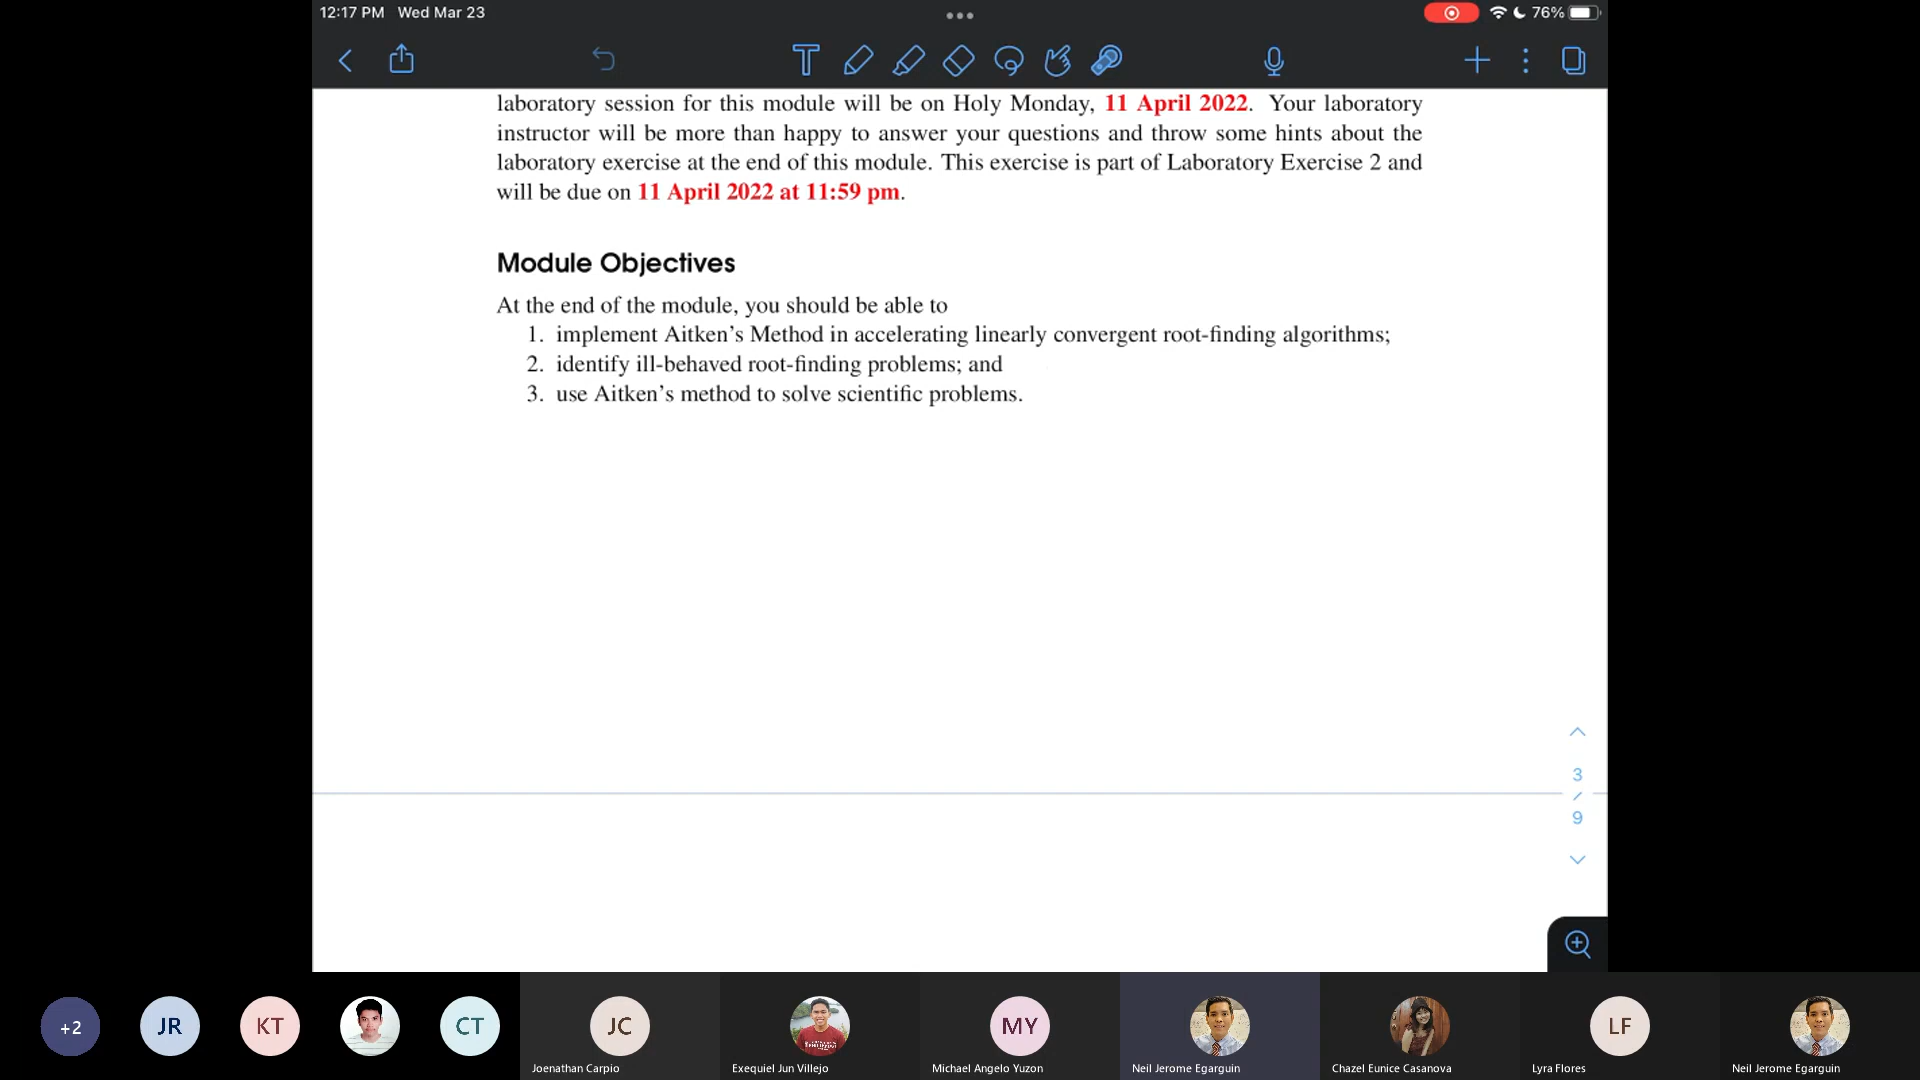 12:17 PM Wed Mar 23
76%
laboratory session for this module will be on Holy Monday, 11 April 2022. Your laboratory
instructor will be more than happy to answer your questions and throw some hints about the
laboratory exercise at the end of this module. This exercise is part of Laboratory Exercise 2 and
will be due on 11 April 2022 at 11:59 pm.
Module Objectives
At the end of the module, you should be able to
1. implement Aitken's Method in accelerating linearly convergent root-finding algorithms;
2. identify ill-behaved root-finding problems; and
3. use Aitken's method to solve scientific problems.
3
/
9
+2 JR KT CT JC MY LF
Joenathan Carpio Exequiel Jun Villejo Michael Angelo Yuzon Neil Jerome Egarguin Chazel Eunice Casanova Lyra Flores Neil Jerome Egarguin